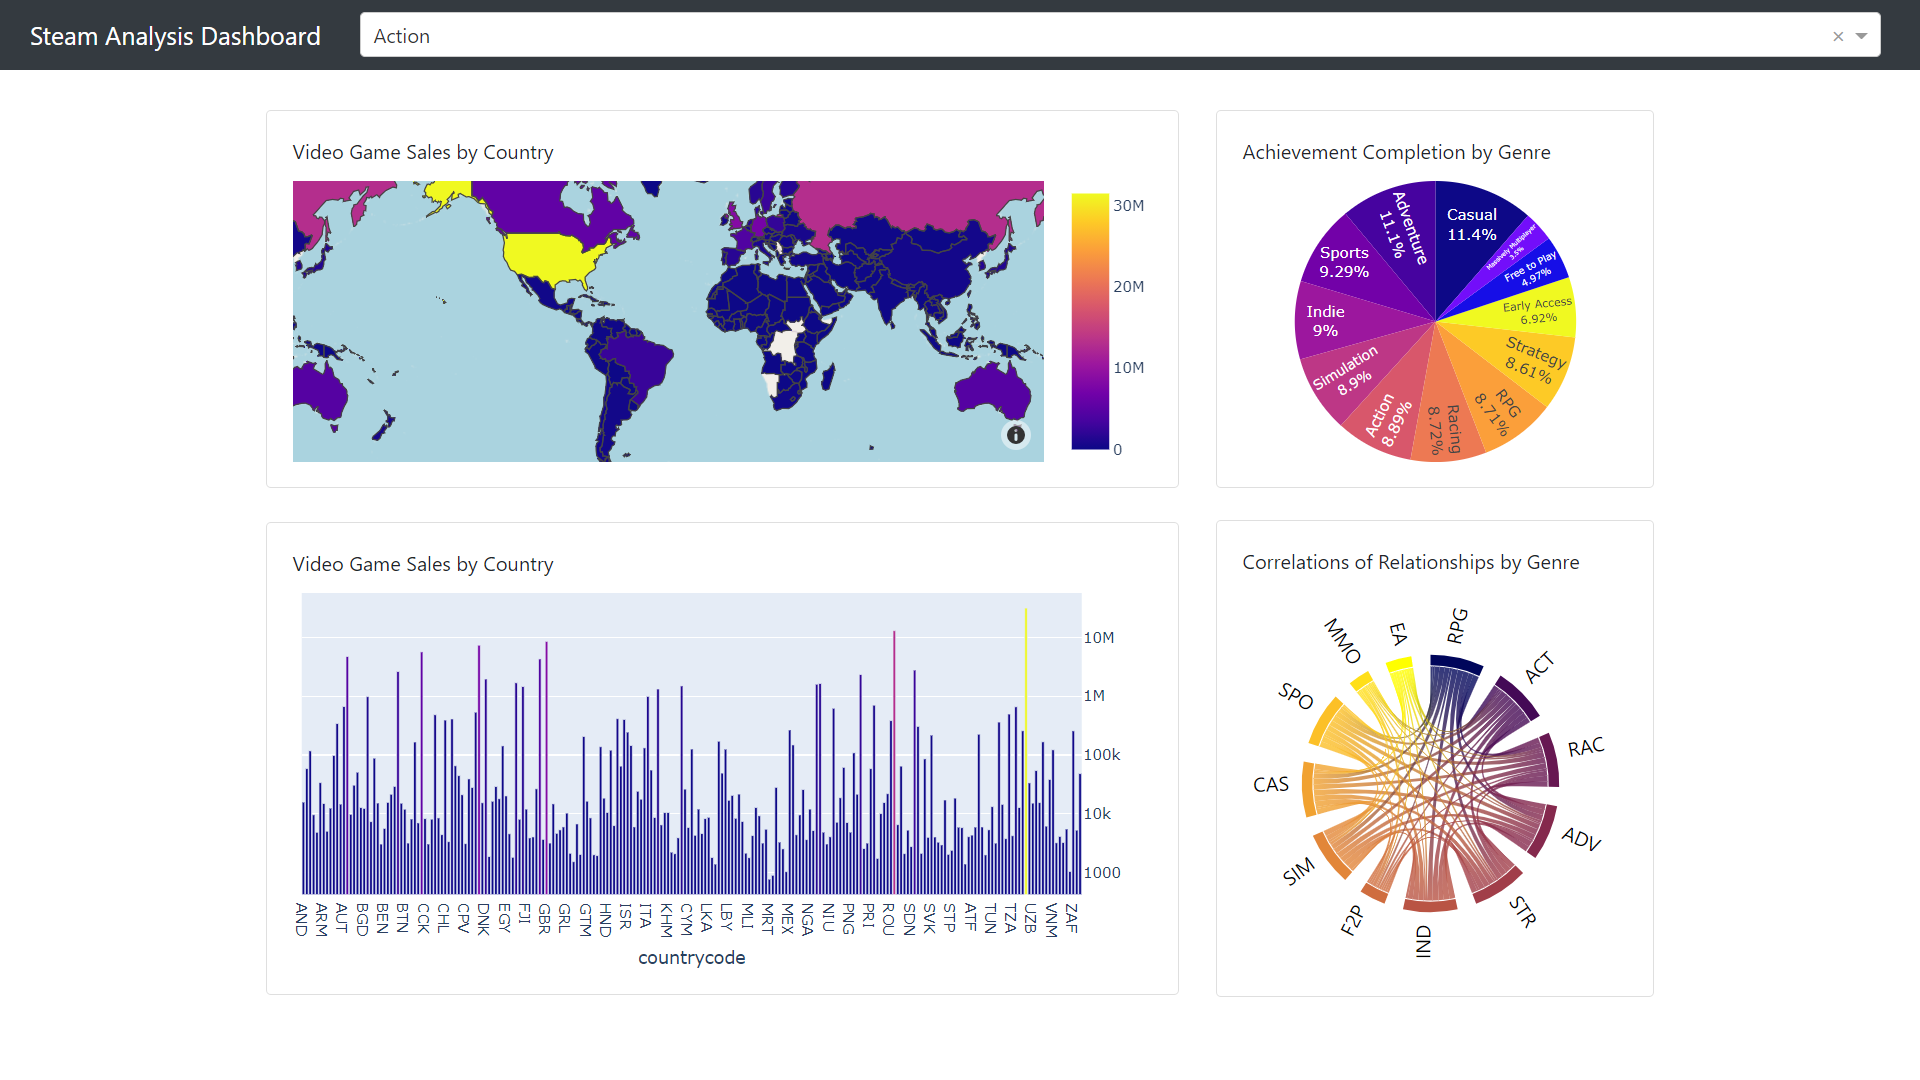 Steam Analysis Dashboard
Action
Video Game Sales by Country
30M
20M
10M
0
Achievement Completion by Genre
Casual
11.4%
Massively Multiplayer
3.5%
Free to Play
4.97%
Early Access
6.92%
Strategy
8.61%
RPG
8.71%
Racing
8.72%
Action
8.89%
Simulation
8.9%
Indie
9%
Sports
9.29%
Adventure
11.1%
Video Game Sales by Country
10M
1M
100k
10k
1000
AND ARM AUT BGD BEN BTN CCK CHL CPV DNK EGY FJI GBR GRL GTM HND ISR ITA KHM CYM LKA LBY MLI MRT MEX NGA NIU PNG PRI ROU SDN SVK STP ATF TUN TZA UZB VNM ZAF
countrycode
Correlations of Relationships by Genre
RPG
ACT
RAC
ADV
STR
IND
F2P
SIM
CAS
SPO
MMO
EA